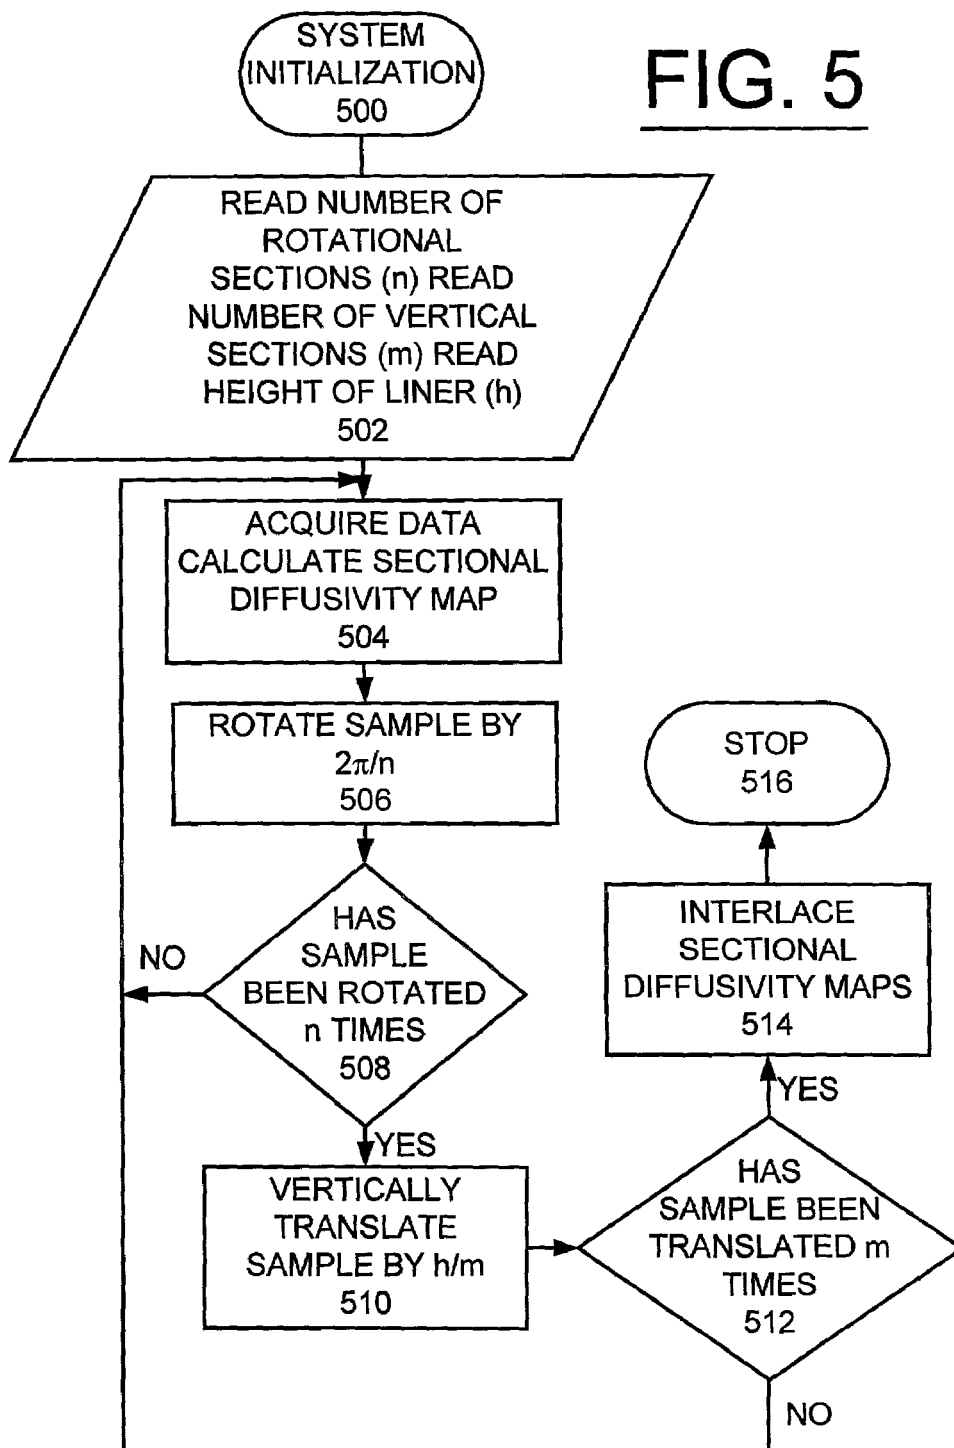 SYSTEM
INITIALIZATION
500
FIG. 5
READ NUMBER OF
ROTATIONAL
SECTIONS (n) READ
NUMBER OF VERTICAL
SECTIONS (m) READ
HEIGHT OF LINER (h)
502
ACQUIRE DATA
CALCULATE SECTIONAL
DIFFUSIVITY MAP
504
ROTATE SAMPLE BY
2π/n
506
HAS
SAMPLE
BEEN ROTATED
n TIMES
508
NO
YES
VERTICALLY
TRANSLATE
SAMPLE BY h/m
510
HAS
SAMPLE BEEN
TRANSLATED m
TIMES
512
NO
YES
INTERLACE
SECTIONAL
DIFFUSIVITY MAPS
514
STOP
516